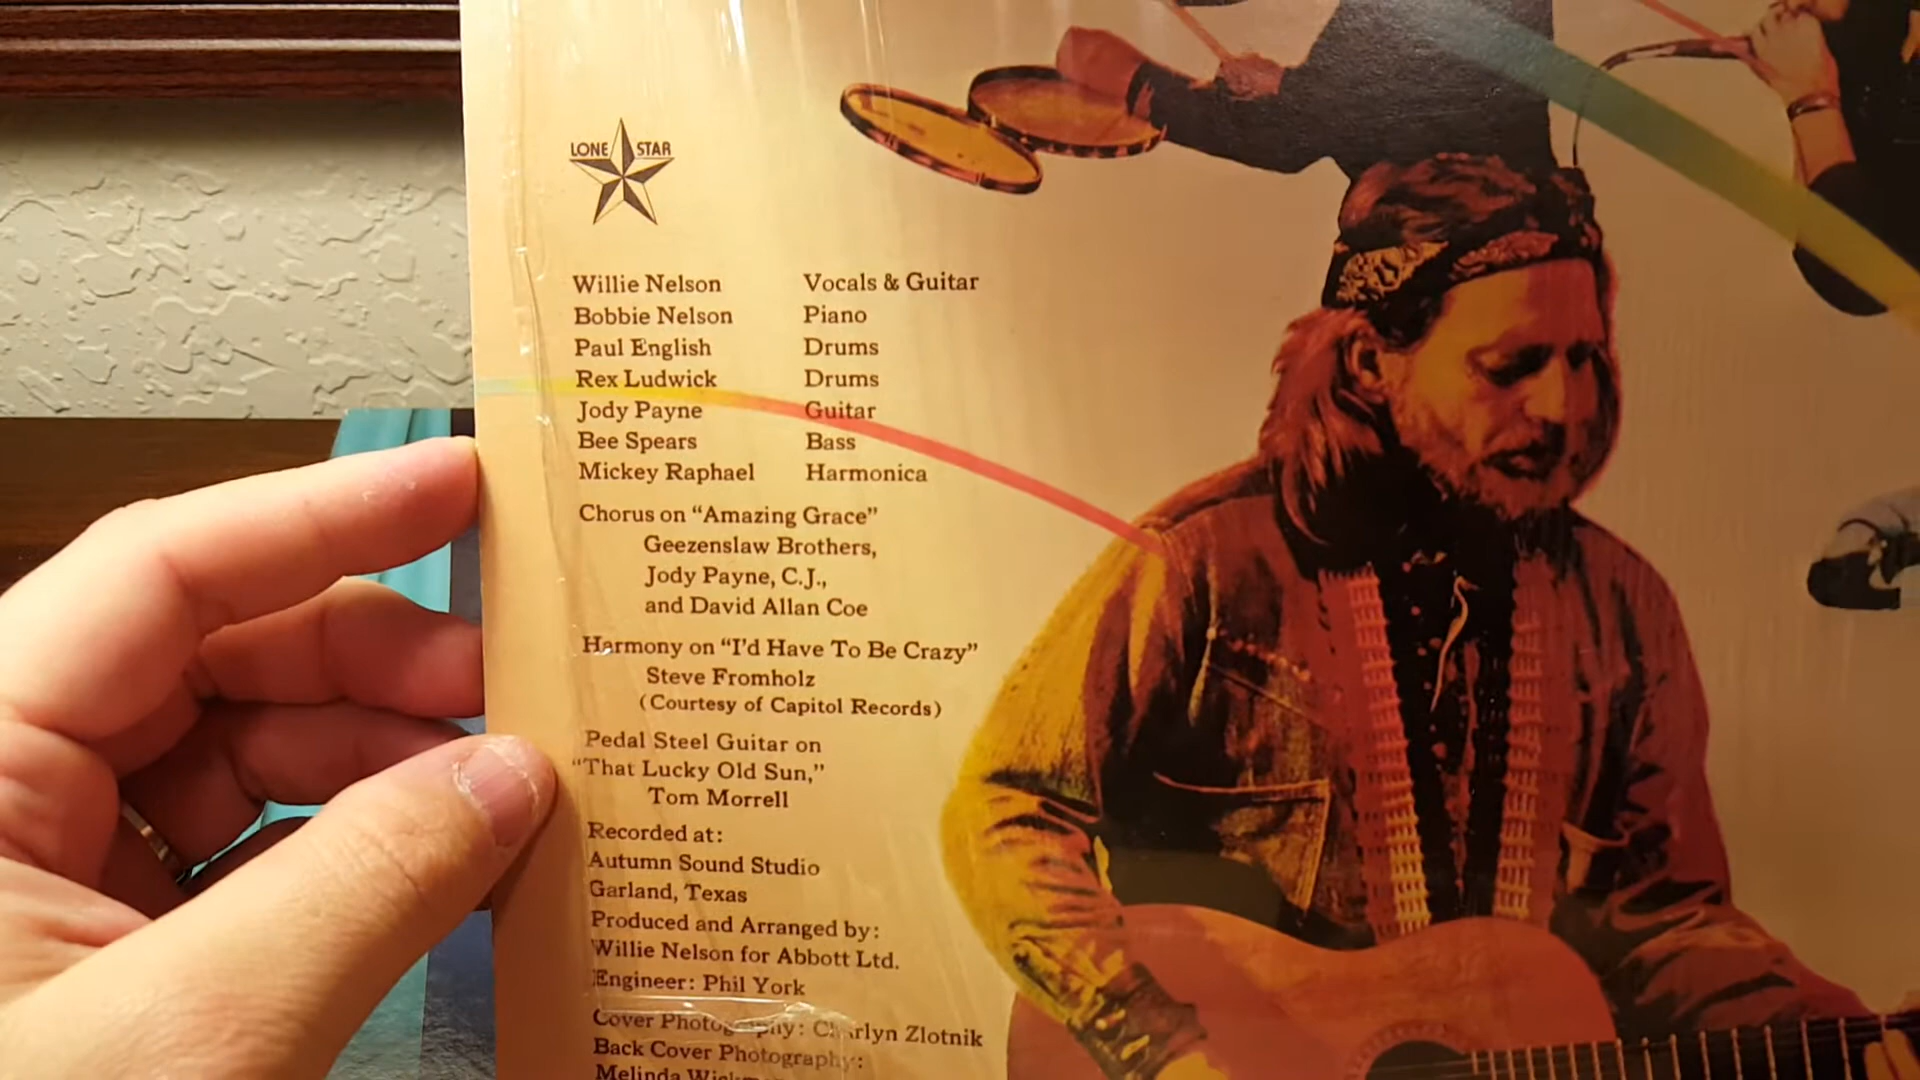 LONE STAR
Willie Nelson Vocals & Guitar
Bobbie Nelson Piano
Paul English Drums
Rex Ludwick Drums
Jody Payne Guitar
Bee Spears Bass
Mickey Raphael Harmonica
Chorus on “Amazing Grace”
Geezenslaw Brothers,
Jody Payne, C.J.,
and David Allan Coe
Harmony on “I’d Have To Be Crazy”
Steve Fromholz
(Courtesy of Capitol Records)
Pedal Steel Guitar on
“That Lucky Old Sun,”
Tom Morrell
Recorded at:
Autumn Sound Studio
Garland, Texas
Produced and Arranged by:
Willie Nelson for Abbott Ltd.
Engineer: Phil York
Cover Photography: Zlotnik
Back Cover Photography:
Melinda